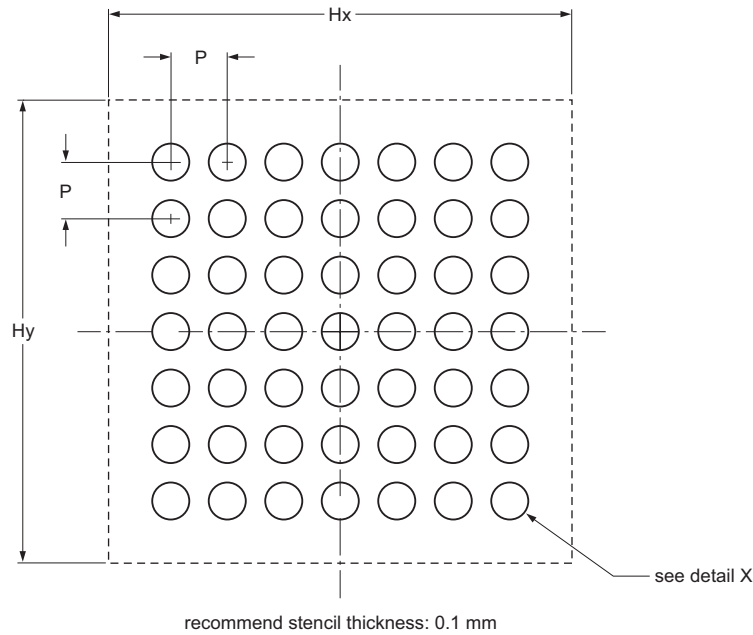 Hx
P
P
Hy
see detail X
recommend stencil thickness: 0.1 mm